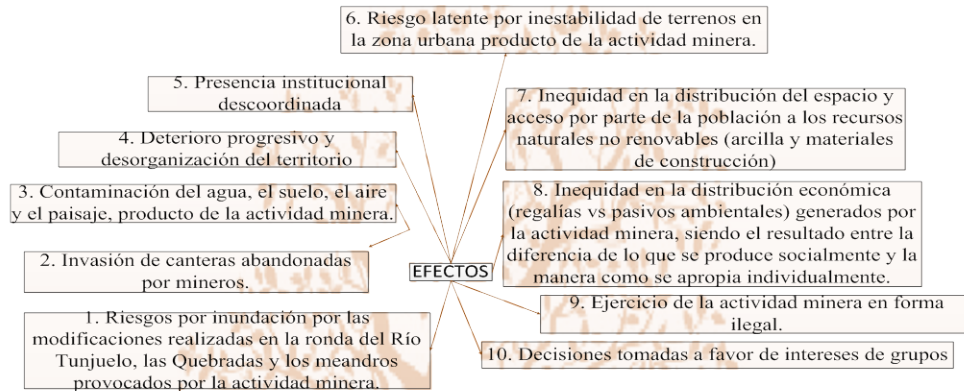 6. Riesgo latente por inestabilidad de terrenos en
la zona urbana producto de la actividad minera.
5. Presencia institucional
descoordinada
7. Inequidad en la distribución del espacio y
acceso por parte de la población a los recursos
naturales no renovables (arcilla y materiales
de construcción)
4. Deterioro progresivo y
desorganización del territorio
3. Contaminación del agua, el suelo, el aire
y el paisaje, producto de la actividad minera.
8. Inequidad en la distribución económica
(regalías vs pasivos ambientales) generados por
la actividad minera, siendo el resultado entre la
diferencia de lo que se produce socialmente y la
manera como se apropia individualmente.
2. Invasión de canteras abandonadas
por mineros.
EFECTOS
9. Ejercicio de la actividad minera en forma
ilegal.
1. Riesgos por inundación por las
modificaciones realizadas en la ronda del Río
Tunjuelo, las Quebradas y los meandros
provocados por la actividad minera.
10. Decisiones tomadas a favor de intereses de grupos